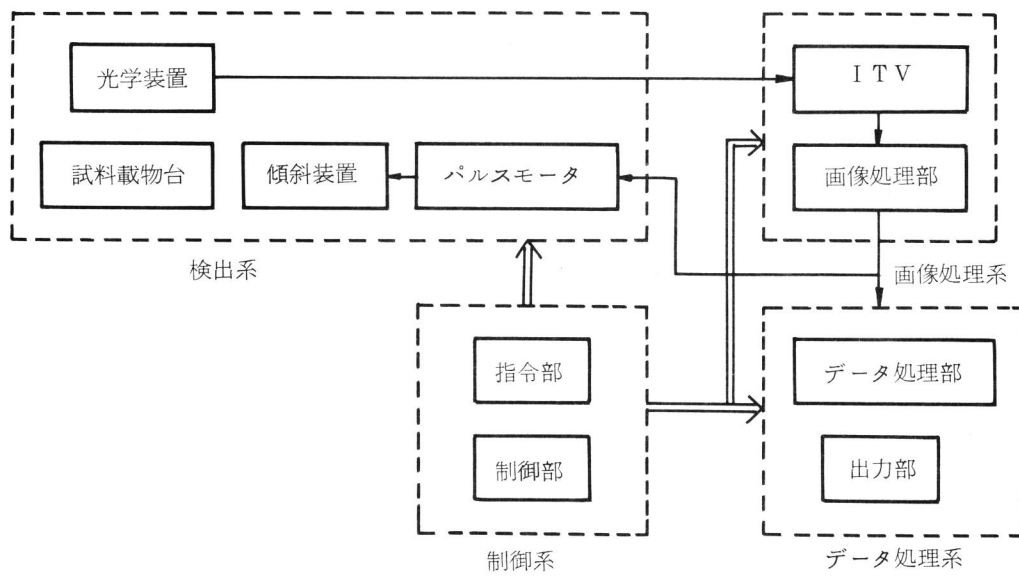 光学装置
ITV
試料載物台
傾斜装置
パルスモータ
画像処理部
検出系
画像処理系
指令部
データ処理部
制御部
出力部
制御系
データ処理系